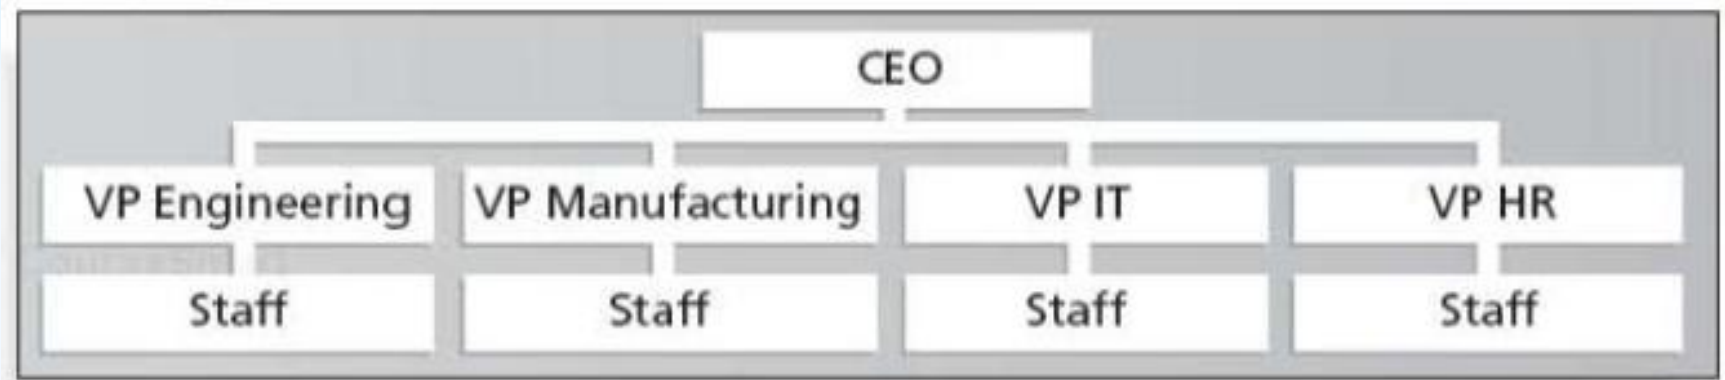 CEO
VP Engineering VP Manufacturing VP IT VP HR
Staff Staff Staff Staff